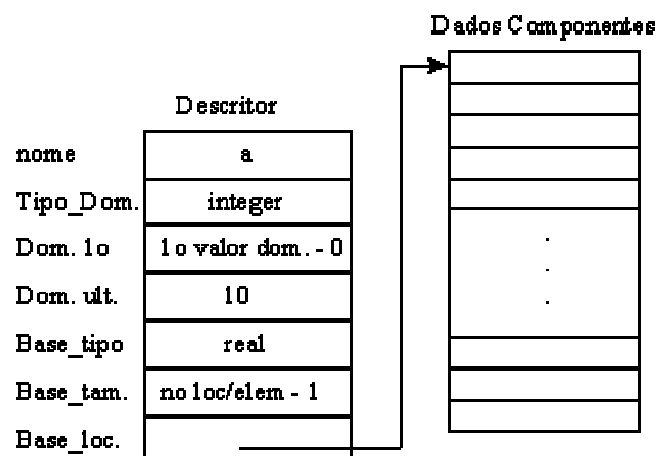 Dados Componentes
Descritor
nome a
Tipo_Dom. integer
Dom. 1o 1o valor dom. - 0
Dom. ult. 10
Base_tipo real
Base_tam. no loc/elem - 1
Base_loc.